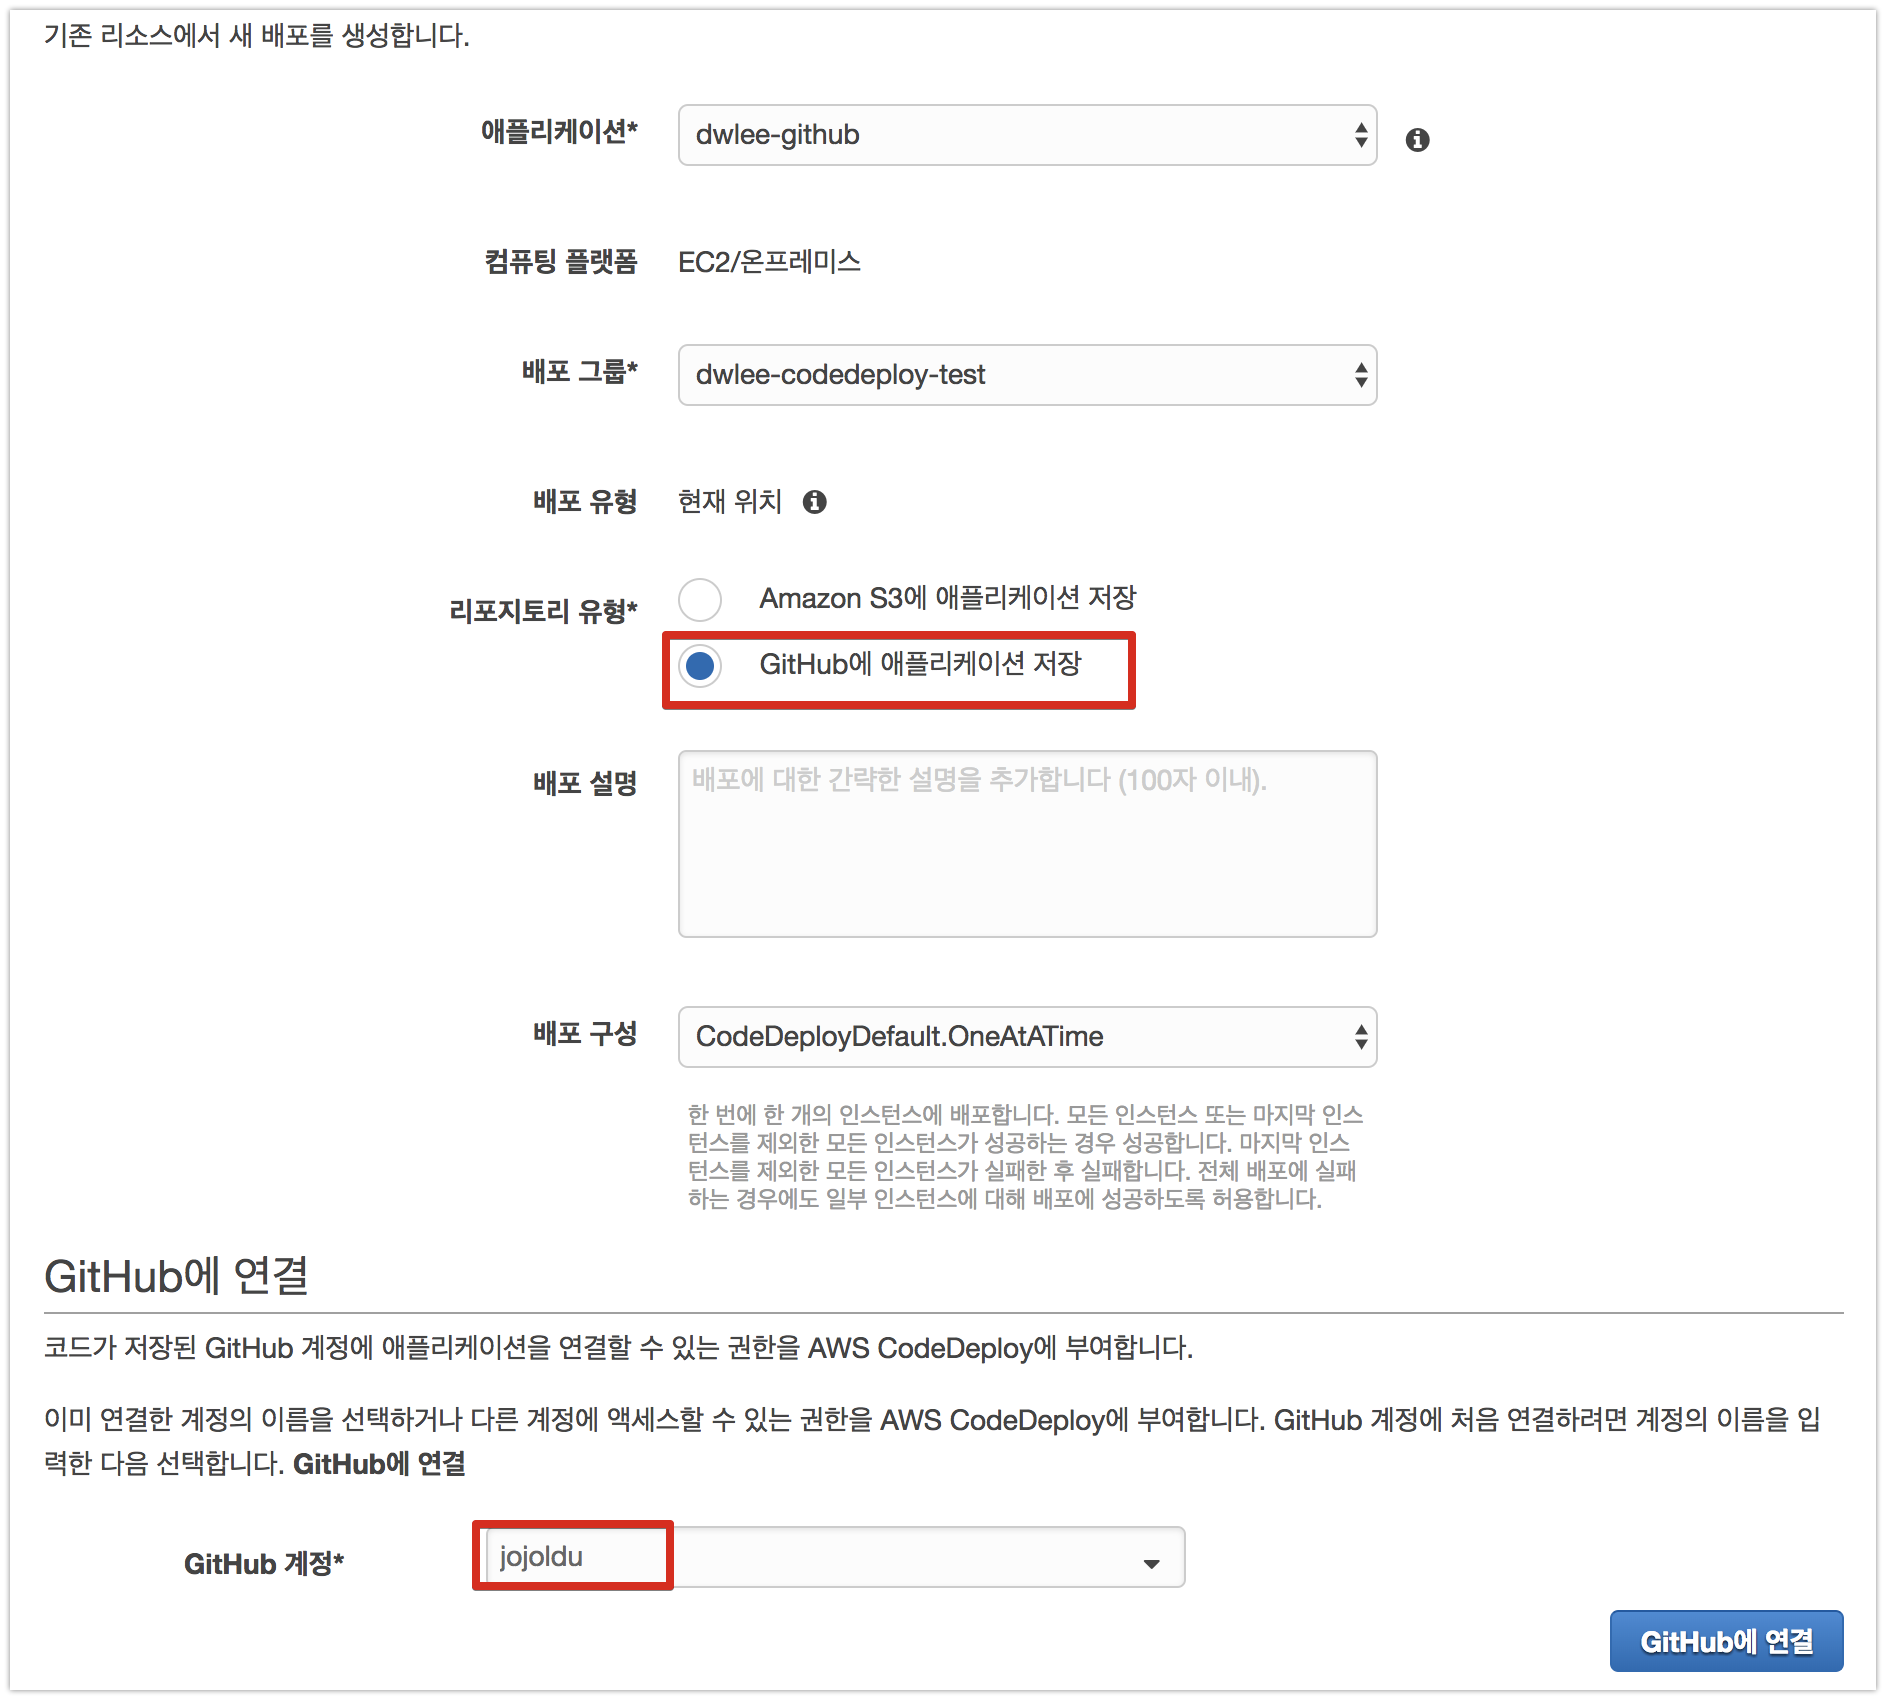 기존 리소스에서 새 배포를 생성합니다.
애플리케이션* dwlee-github
컴퓨팅 플랫폼 EC2/온프레미스
배포 그룹* dwlee-codedeploy-test
배포 유형 현재 위치
리포지토리 유형* Amazon S3에 애플리케이션 저장
GitHub에 애플리케이션 저장
배포 설명 배포에 대한 간략한 설명을 추가합니다 (100자 이내).
배포 구성 CodeDeployDefault.OneAtATime
한 번에 한 개의 인스턴스에 배포합니다. 모든 인스턴스 또는 마지막 인스
턴스를 제외한 모든 인스턴스가 성공하는 경우 성공합니다. 마지막 인스
턴스를 제외한 모든 인스턴스가 실패한 후 실패합니다. 전체 배포에 실패
하는 경우에도 일부 인스턴스에 대해 배포에 성공하도록 허용합니다.
GitHub에 연결
코드가 저장된 GitHub 계정에 애플리케이션을 연결할 수 있는 권한을 AWS CodeDeploy에 부여합니다.
이미 연결한 계정의 이름을 선택하거나 다른 계정에 액세스할 수 있는 권한을 AWS CodeDeploy에 부여합니다. GitHub 계정에 처음 연결하려면 계정의 이름을 입
력한 다음 선택합니다. GitHub에 연결
GitHub 계정* jojoldu
GitHub에 연결